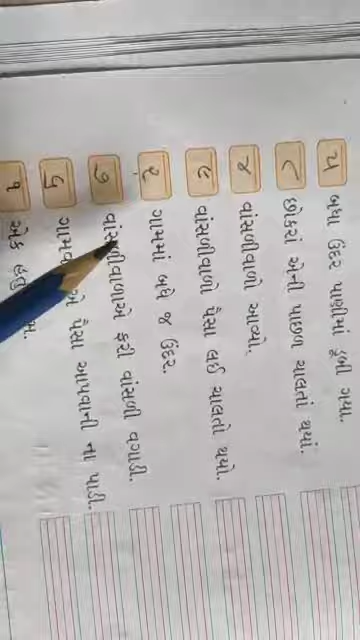 ૫ બધા ઉંદર પાણીમાં ડૂબી ગયા.
૮ છોકરાં એની પાછળ ચાલતાં થયાં.
૪ વાંસળીવાળો આવ્યો.
૯ વાંસળીવાળો પૈસા લઈ ચાલતો થયો.
૨ ગામમાં બધે જ ઉંદર.
૭ વાંસળીવાળાએ ફરી વાંસળી વગાડી.
૬ પૈસા આપવાની ના પાડી.
૧ એક